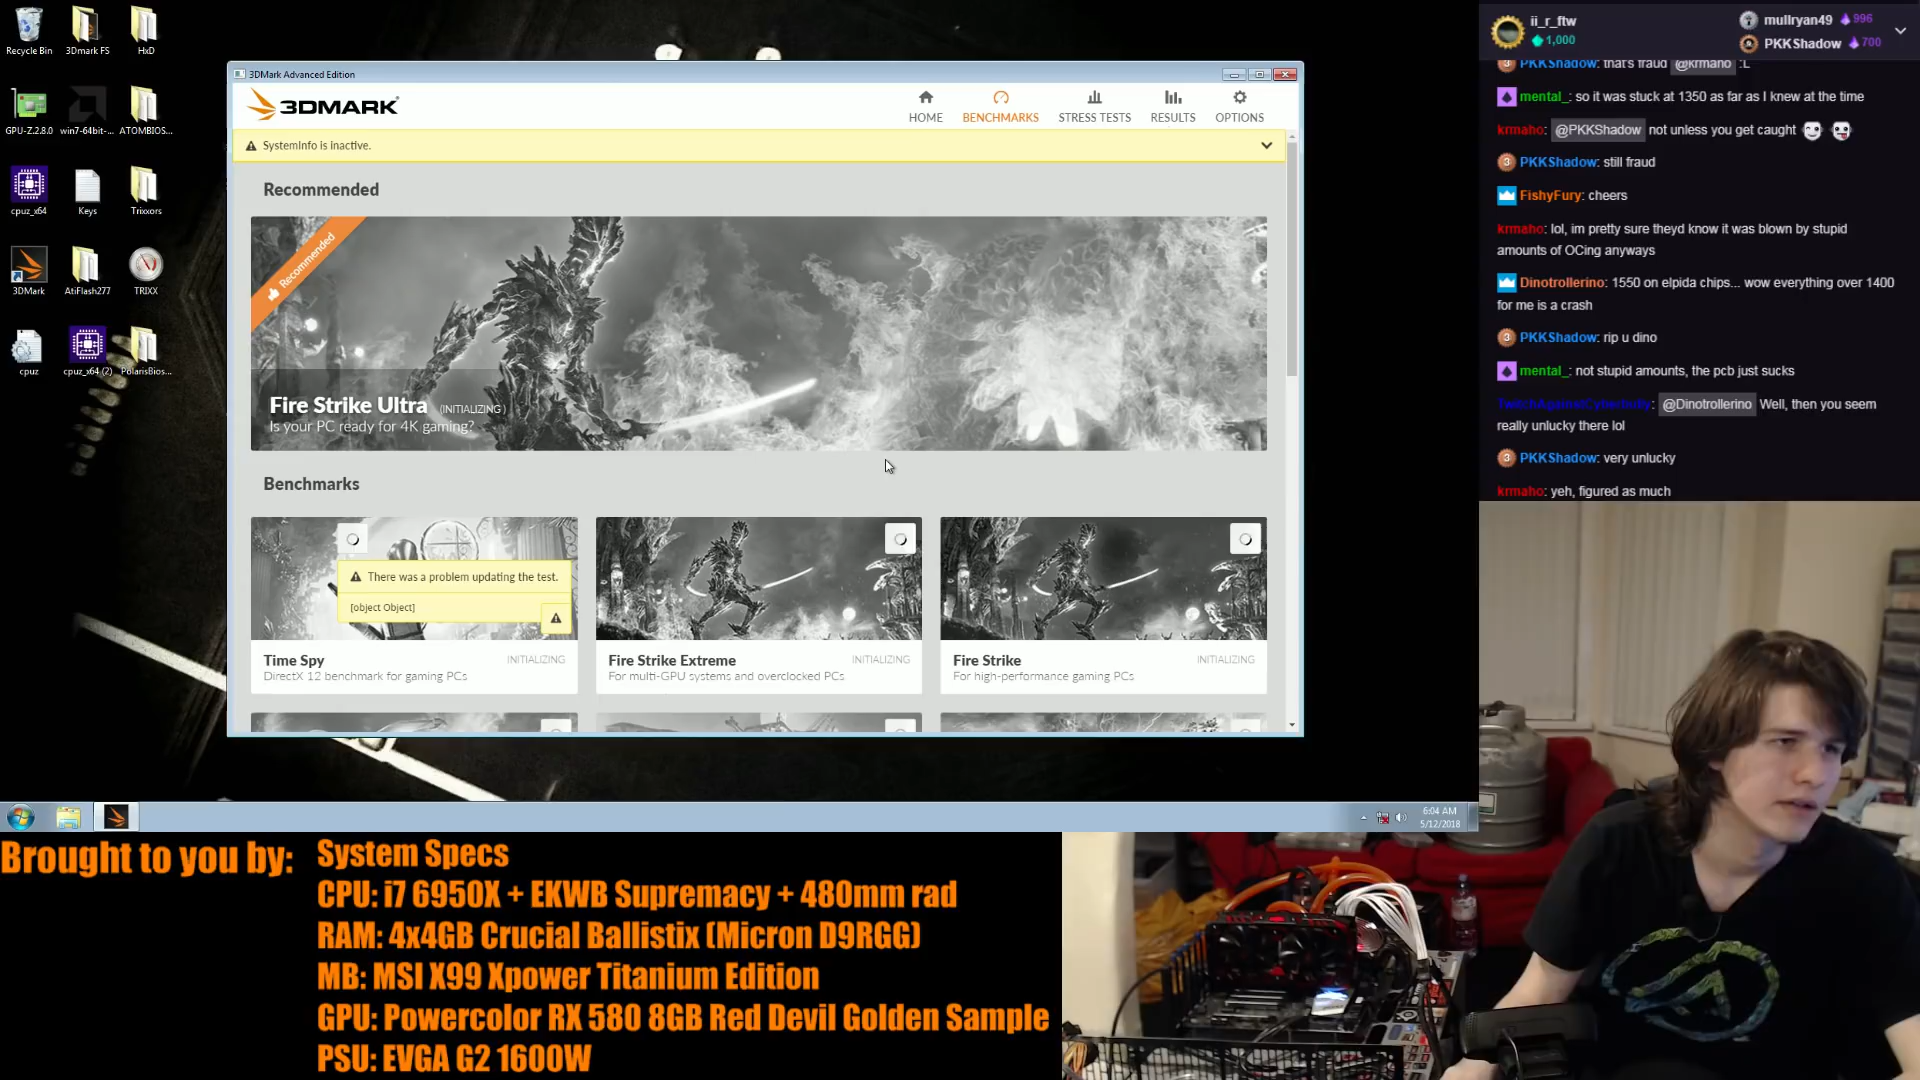 Recycle Bin
3Dmark FS
HxD
GPU-Z.2.8.0
win7-64bit-...
ATOMBIOS...
cpuz_x64
Keys
Trixxors
3DMark
AtiFlash277
TRIXX
cpuz
cpuz_x64 (2)
PolarisBios...
3DMark Advanced Edition
3DMARK
HOME
BENCHMARKS
STRESS TESTS
RESULTS
OPTIONS
SystemInfo is inactive.
Recommended
Recommended
Fire Strike Ultra (INITIALIZING )
Is your PC ready for 4K gaming?
Benchmarks
There was a problem updating the test.
[object Object]
Time Spy
INITIALIZING
DirectX 12 benchmark for gaming PCs
Fire Strike Extreme
INITIALIZING
For multi-GPU systems and overclocked PCs
Fire Strike
INITIALIZING
For high-performance gaming PCs
6:04 AM
5/12/2018
ii_r_ftw
1,000
mullryan49 996
PKKShadow 700
PKKShadow: that's fraud @krmaho :L
mental_: so it was stuck at 1350 as far as I knew at the time
krmaho: @PKKShadow not unless you get caught
PKKShadow: still fraud
FishyFury: cheers
krmaho: lol, im pretty sure theyd know it was blown by stupid
amounts of OCing anyways
Dinotrollerino: 1550 on elpida chips... wow everything over 1400
for me is a crash
PKKShadow: rip u dino
mental_: not stupid amounts, the pcb just sucks
@Dinotrollerino Well, then you seem
really unlucky there lol
PKKShadow: very unlucky
krmaho: yeh, figured as much
Brought to you by:
System Specs
CPU: i7 6950X + EKWB Supremacy + 480mm rad
RAM: 4x4GB Crucial Ballistix (Micron D9RGG)
MB: MSI X99 Xpower Titanium Edition
GPU: Powercolor RX 580 8GB Red Devil Golden Sample
PSU: EVGA G2 1600W